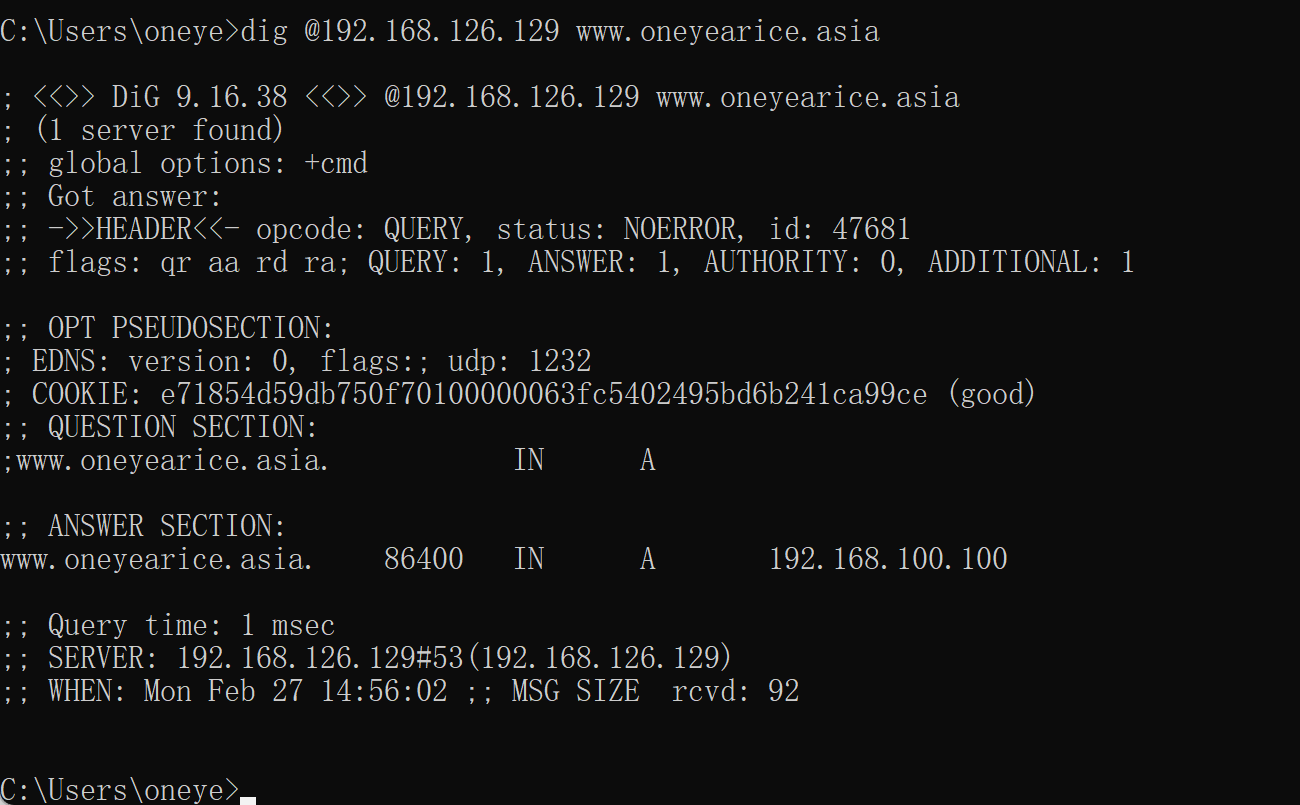 C:\Users\oneye>dig @192.168.126.129 www.oneyearice.asia
; <<>> DiG 9.16.38 <<>> @192.168.126.129 www.oneyearice.asia
; (1 server found)
;; global options: +cmd
;; Got answer:
;; ->>HEADER<<- opcode: QUERY, status: NOERROR, id: 47681
;; flags: qr aa rd ra; QUERY: 1, ANSWER: 1, AUTHORITY: 0, ADDITIONAL: 1
;; OPT PSEUDOSECTION:
; EDNS: version: 0, flags:; udp: 1232
; COOKIE: e71854d59db750f70100000063fc5402495bd6b241ca99ce (good)
;; QUESTION SECTION:
;www.oneyearice.asia. IN A
;; ANSWER SECTION:
www.oneyearice.asia. 86400 IN A 192.168.100.100
;; Query time: 1 msec
;; SERVER: 192.168.126.129#53(192.168.126.129)
;; WHEN: Mon Feb 27 14:56:02 ;; MSG SIZE rcvd: 92
C:\Users\oneye>